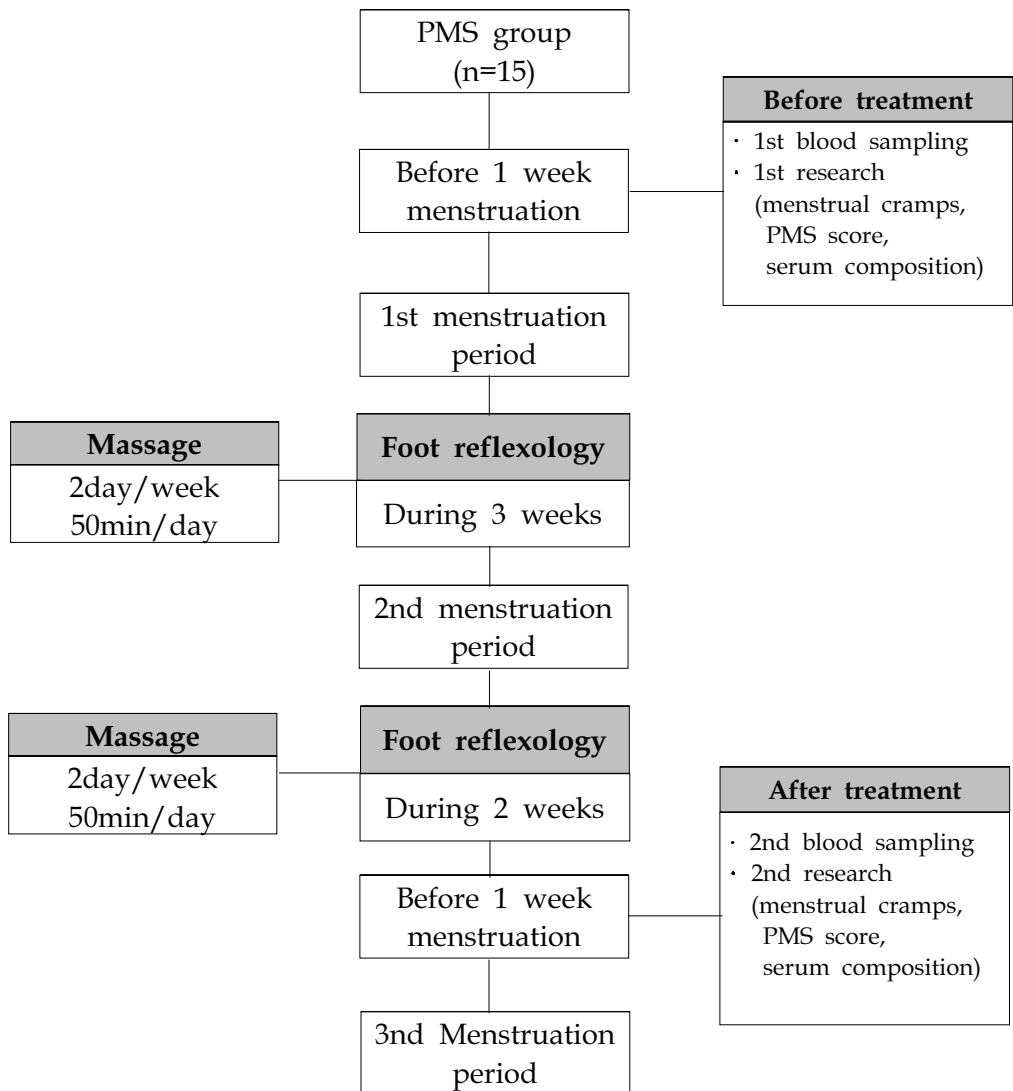 PMS group
(n=15)
Before treatment
· 1st blood sampling
· 1st research
(menstrual cramps,
PMS score,
serum composition)
Before 1 week
menstruation
1st menstruation
period
Massage
2day/week
50min/day
Foot reflexology
During 3 weeks
2nd menstruation
period
Massage
2day/week
50min/day
Foot reflexology
During 2 weeks
After treatment
· 2nd blood sampling
· 2nd research
(menstrual cramps,
PMS score,
serum composition)
Before 1 week
menstruation
3nd Menstruation
period